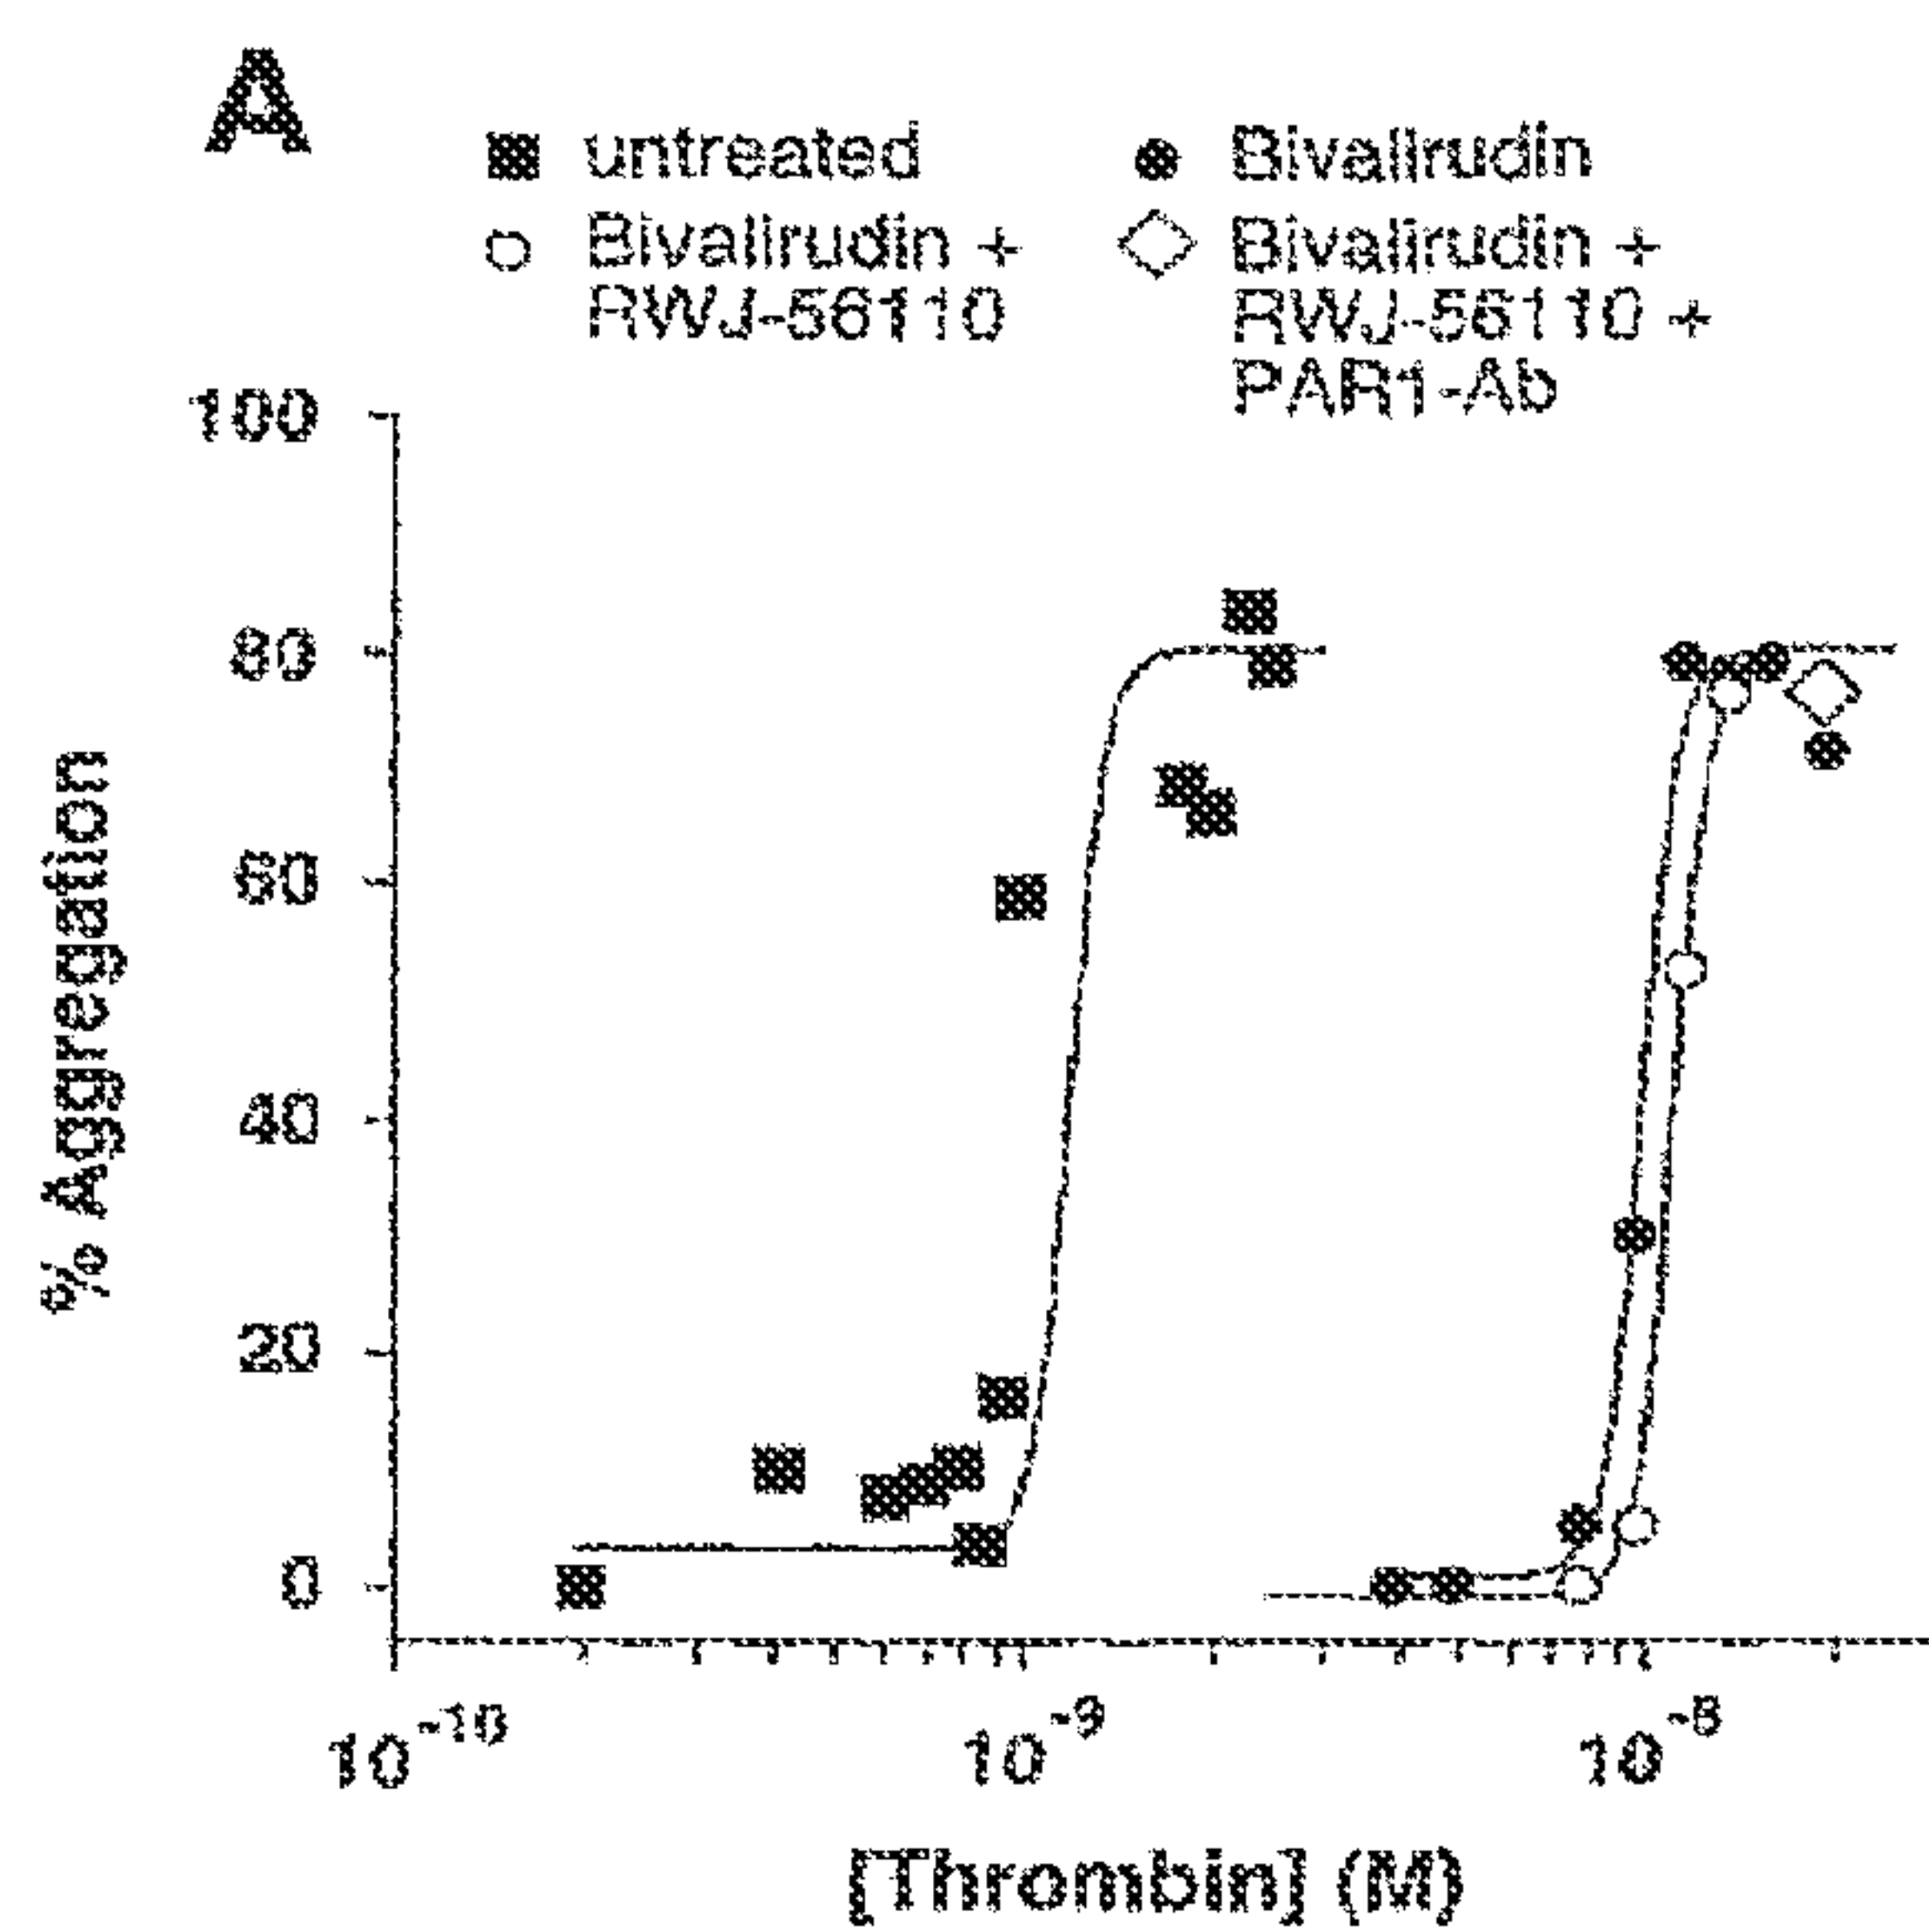 A
untreated
Bivalirudin
Bivalirudin +
RWJ-56110
Bivalirudin +
RWJ-56110 +
PAR1-Ab
100
80
60
40
20
0
% Aggregation
10^-10
10^-9
10^-8
[Thrombin] (M)